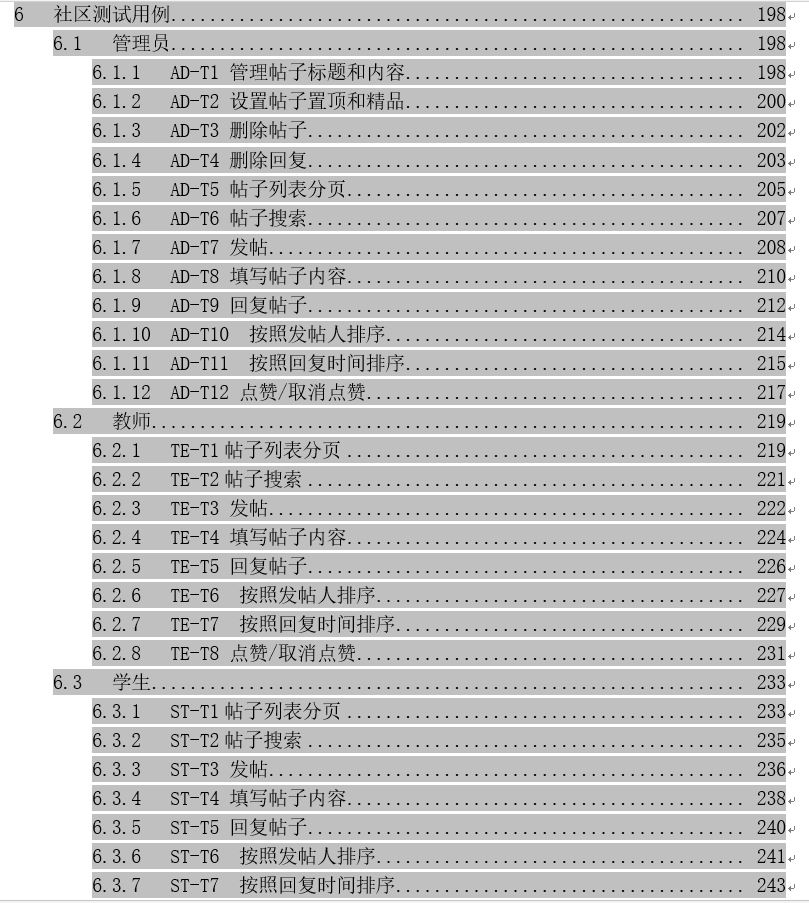 6 社区测试用例 198
6.1 管理员 198
6.1.1 AD-T1 管理帖子标题和内容 198
6.1.2 AD-T2 设置帖子置顶和精品 200
6.1.3 AD-T3 删除帖子 202
6.1.4 AD-T4 删除回复 203
6.1.5 AD-T5 帖子列表分页 205
6.1.6 AD-T6 帖子搜索 207
6.1.7 AD-T7 发帖 208
6.1.8 AD-T8 填写帖子内容 210
6.1.9 AD-T9 回复帖子 212
6.1.10 AD-T10 按照发帖人排序 214
6.1.11 AD-T11 按照回复时间排序 215
6.1.12 AD-T12 点赞/取消点赞 217
6.2 教师 219
6.2.1 TE-T1帖子列表分页 219
6.2.2 TE-T2帖子搜索 221
6.2.3 TE-T3 发帖 222
6.2.4 TE-T4 填写帖子内容 224
6.2.5 TE-T5 回复帖子 226
6.2.6 TE-T6 按照发帖人排序 227
6.2.7 TE-T7 按照回复时间排序 229
6.2.8 TE-T8 点赞/取消点赞 231
6.3 学生 233
6.3.1 ST-T1帖子列表分页 233
6.3.2 ST-T2帖子搜索 235
6.3.3 ST-T3 发帖 236
6.3.4 ST-T4 填写帖子内容 238
6.3.5 ST-T5 回复帖子 240
6.3.6 ST-T6 按照发帖人排序 241
6.3.7 ST-T7 按照回复时间排序 243